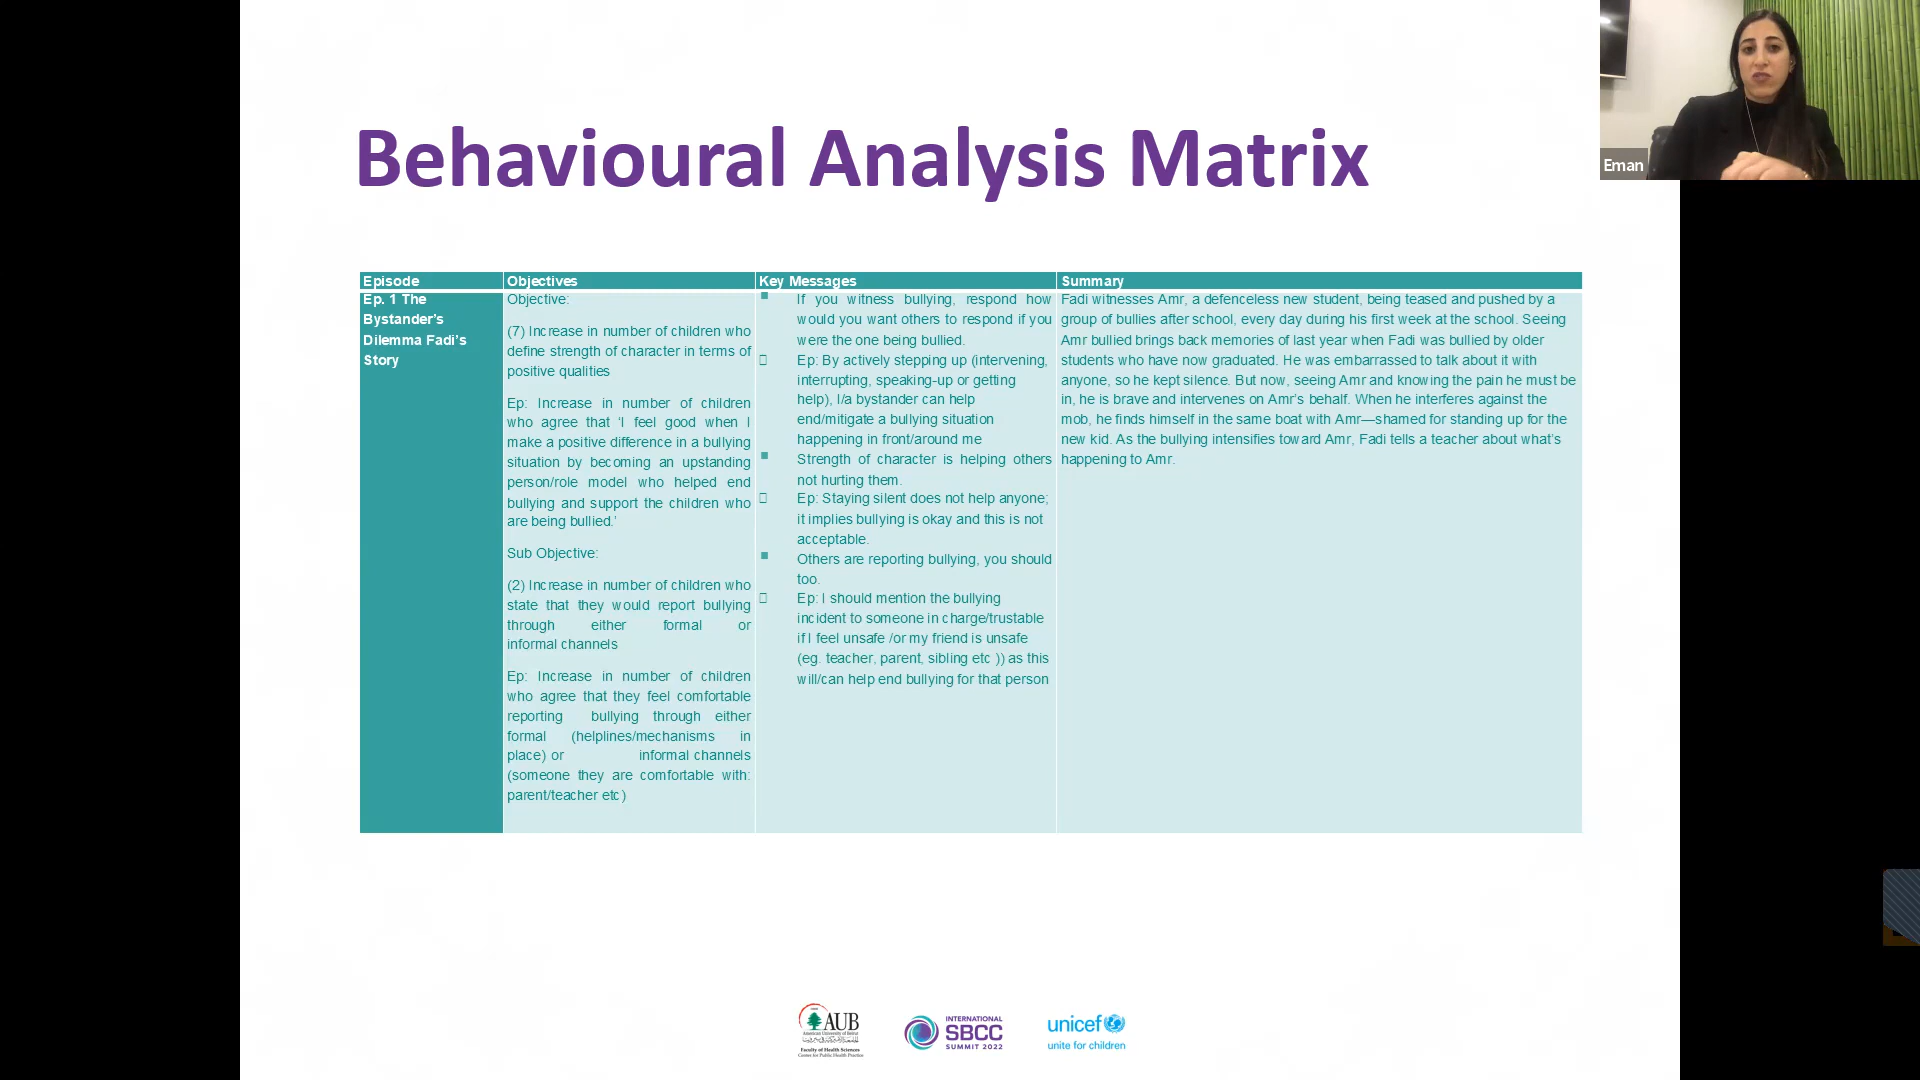 Behavioural Analysis Matrix
Eman
Episode
Objectives
Key Messages
Summary
Ep. 1 The
Bystander's
Dilemma Fadi's
Story
Objective:
(7) Increase in number of children who
define strength of character in terms of
positive qualities
Ep: Increase in number of children
who agree that 'I feel good when I
make a positive difference in a bullying
situation by becoming an upstanding
person/role model who helped end
bullying and support the children who
are being bullied.'
Sub Objective:
(2) Increase in number of children who
state that they would report bullying
through either formal or
informal channels
Ep: Increase in number of children
who agree that they feel comfortable
reporting bullying through either
formal (helplines/mechanisms in
place) or informal channels
(someone they are comfortable with:
parent/teacher etc)
If you witness bullying, respond how
would you want others to respond if you
were the one being bullied.
Ep: By actively stepping up (intervening,
interrupting, speaking-up or getting
help), I/a bystander can help
end/mitigate a bullying situation
happening in front/around me
Strength of character is helping others
not hurting them.
Ep: Staying silent does not help anyone;
it implies bullying is okay and this is not
acceptable.
Others are reporting bullying, you should
too.
Ep: I should mention the bullying
incident to someone in charge/trustable
if I feel unsafe /or my friend is unsafe
(eg. teacher, parent, sibling etc )) as this
will/can help end bullying for that person
Fadi witnesses Amr, a defenceless new student, being teased and pushed by a
group of bullies after school, every day during his first week at the school. Seeing
Amr bullied brings back memories of last year when Fadi was bullied by older
students who have now graduated. He was embarrassed to talk about it with
anyone, so he kept silence. But now, seeing Amr and knowing the pain he must be
in, he is brave and intervenes on Amr's behalf. When he interferes against the
mob, he finds himself in the same boat with Amr—shamed for standing up for the
new kid. As the bullying intensifies toward Amr, Fadi tells a teacher about what's
happening to Amr.
AUB
American University of Beirut
Faculty of Health Sciences
Center for Public Health Practice
INTERNATIONAL
SBCC
SUMMIT 2022
unicef
unite for children